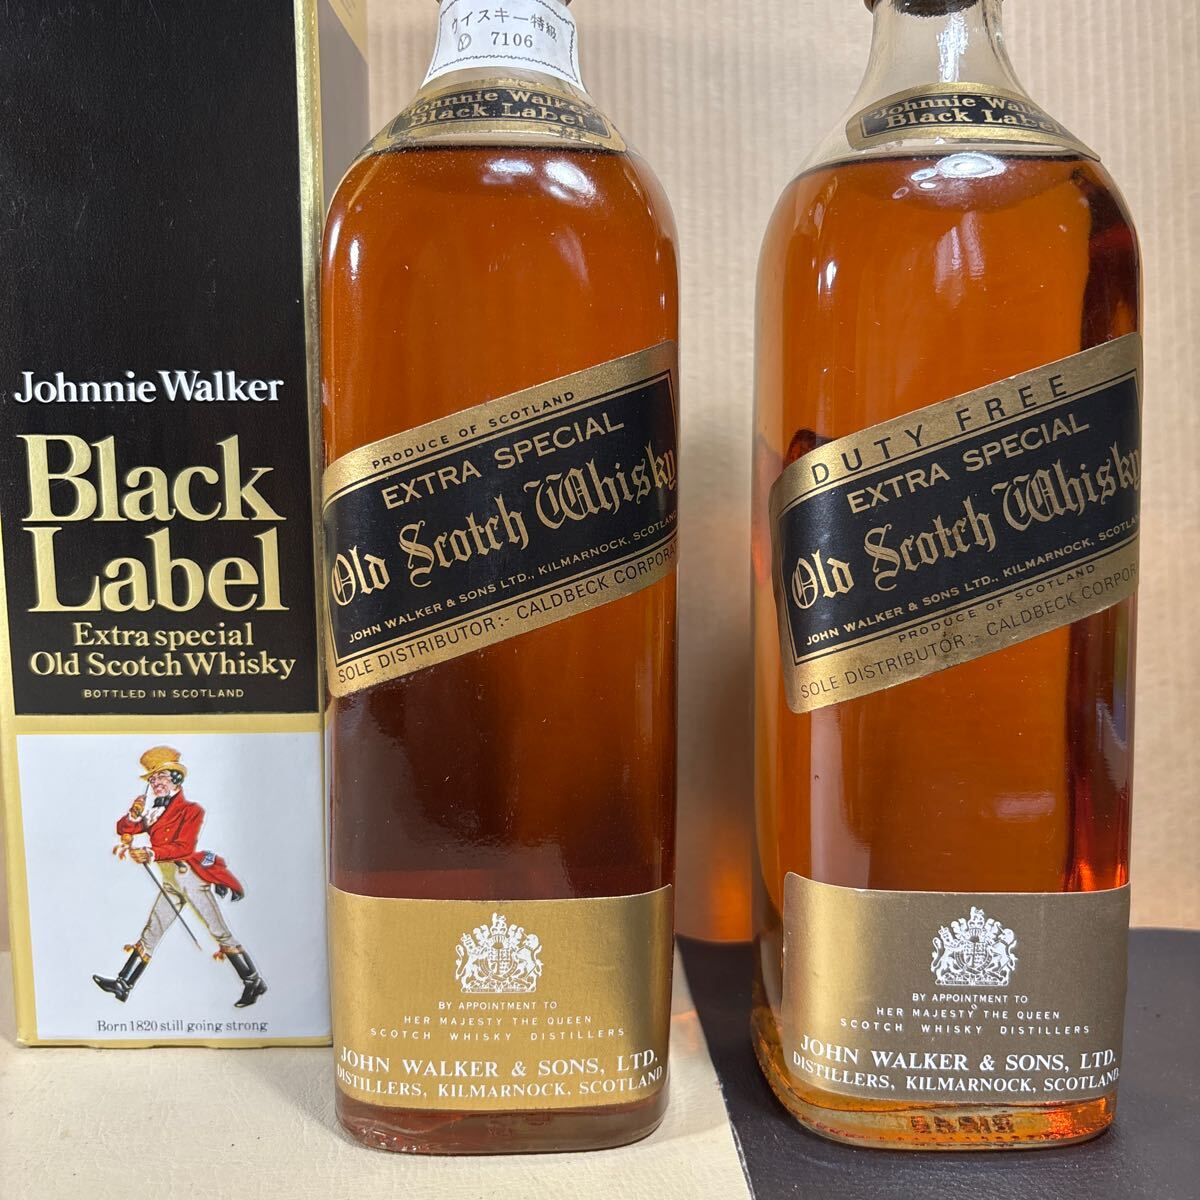 Johnnie Walker
Black
Label
Extra special
Old Scotch Whisky
BOTTLED IN SCOTLAND
Born 1820 still going strong
ウイスキー特級
7106
Johnnie Walker
Black Label
PRODUCE OF SCOTLAND
EXTRA SPECIAL
Old Scotch Whisky
JOHN WALKER & SONS LTD., KILMARNOCK, SCOTLAND
SOLE DISTRIBUTOR:- CALDBECK CORPORAT
BY APPOINTMENT TO
HER MAJESTY THE QUEEN
SCOTCH WHISKY DISTILLERS
JOHN WALKER & SONS, LTD.
DISTILLERS, KILMARNOCK, SCOTLAND
Johnnie Walk
Black Label
DUTY FREE
EXTRA SPECIAL
Old Scotch Whisky
JOHN WALKER & SONS LTD., KILMARNOCK, SCOTLA
PRODUCE OF SCOTLAND
SOLE DISTRIBUTOR:- CALDBECK CORPOR
BY APPOINTMENT TO
HER MAJESTY THE QUEEN
SCOTCH WHISKY DISTILLERS
JOHN WALKER & SONS, LTD.
DISTILLERS, KILMARNOCK, SCOTLAND